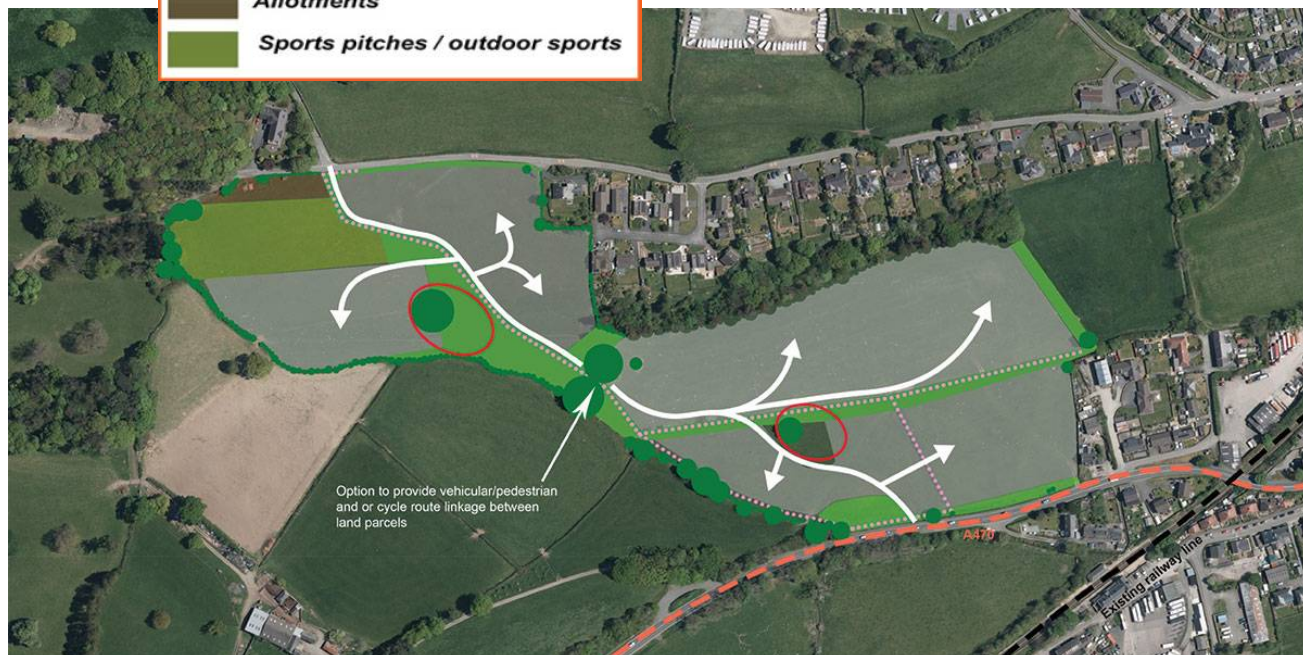 Allotments
Sports pitches / outdoor sports
Option to provide vehicular/pedestrian
and or cycle route linkage between
land parcels
A470
Existing railway line